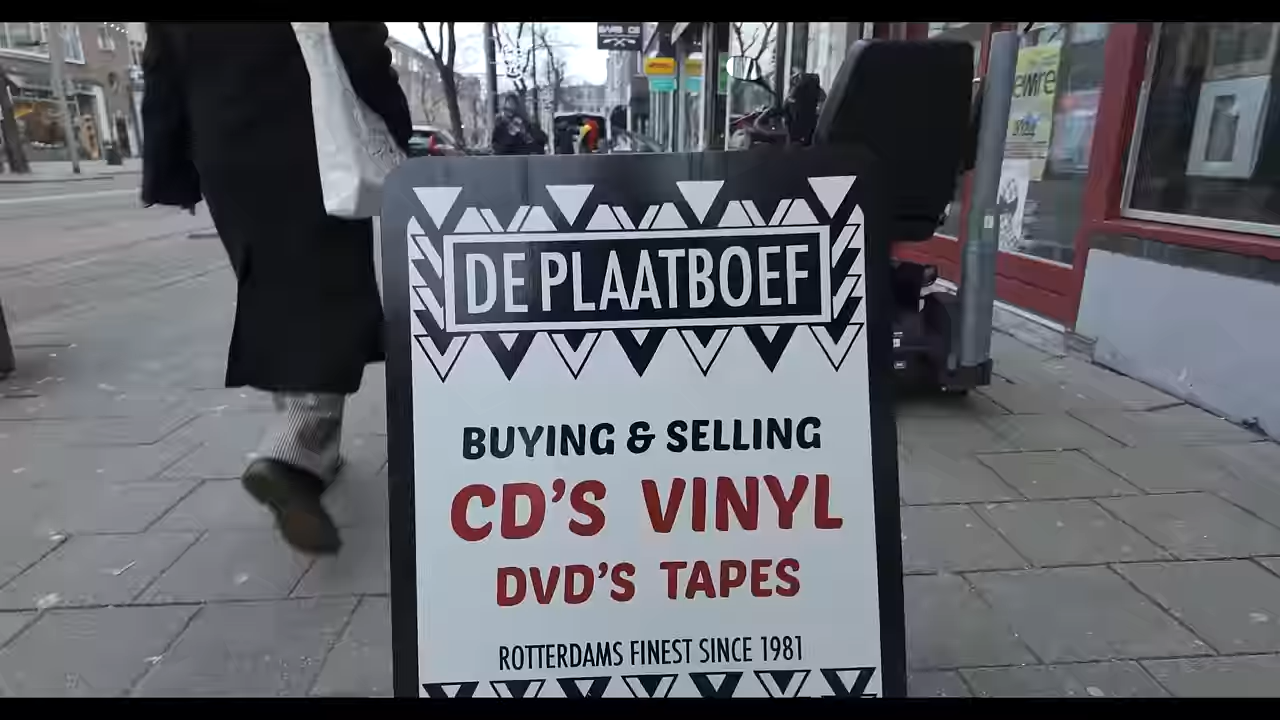 DE PLAATBOEF
BUYING & SELLING
CD'S VINYL
DVD'S TAPES
ROTTERDAMS FINEST SINCE 1981